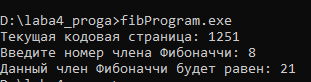 D:\laba4_proga>fibProgram.exe
Текущая кодовая страница: 1251
Введите номер члена Фибоначчи: 8
Данный член Фибоначчи будет равен: 21